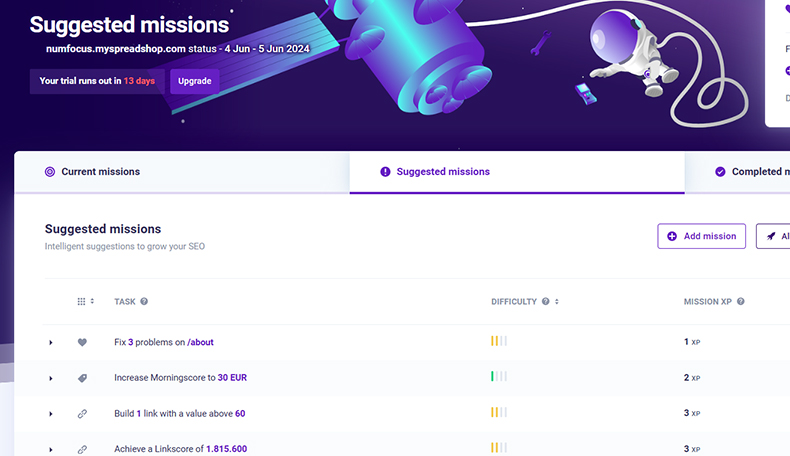 Suggested missions
numfocus.myspreadshop.com status - 4 Jun - 5 Jun 2024
Your trial runs out in 13 days Upgrade
F
D
Current missions Suggested missions Completed m
Suggested missions
Intelligent suggestions to grow your SEO
Add mission Al
TASK DIFFICULTY MISSION XP
Fix 3 problems on /about 1 XP
Increase Morningscore to 30 EUR 2 XP
Build 1 link with a value above 60 3 XP
Achieve a Linkscore of 1.815.600 3 XP